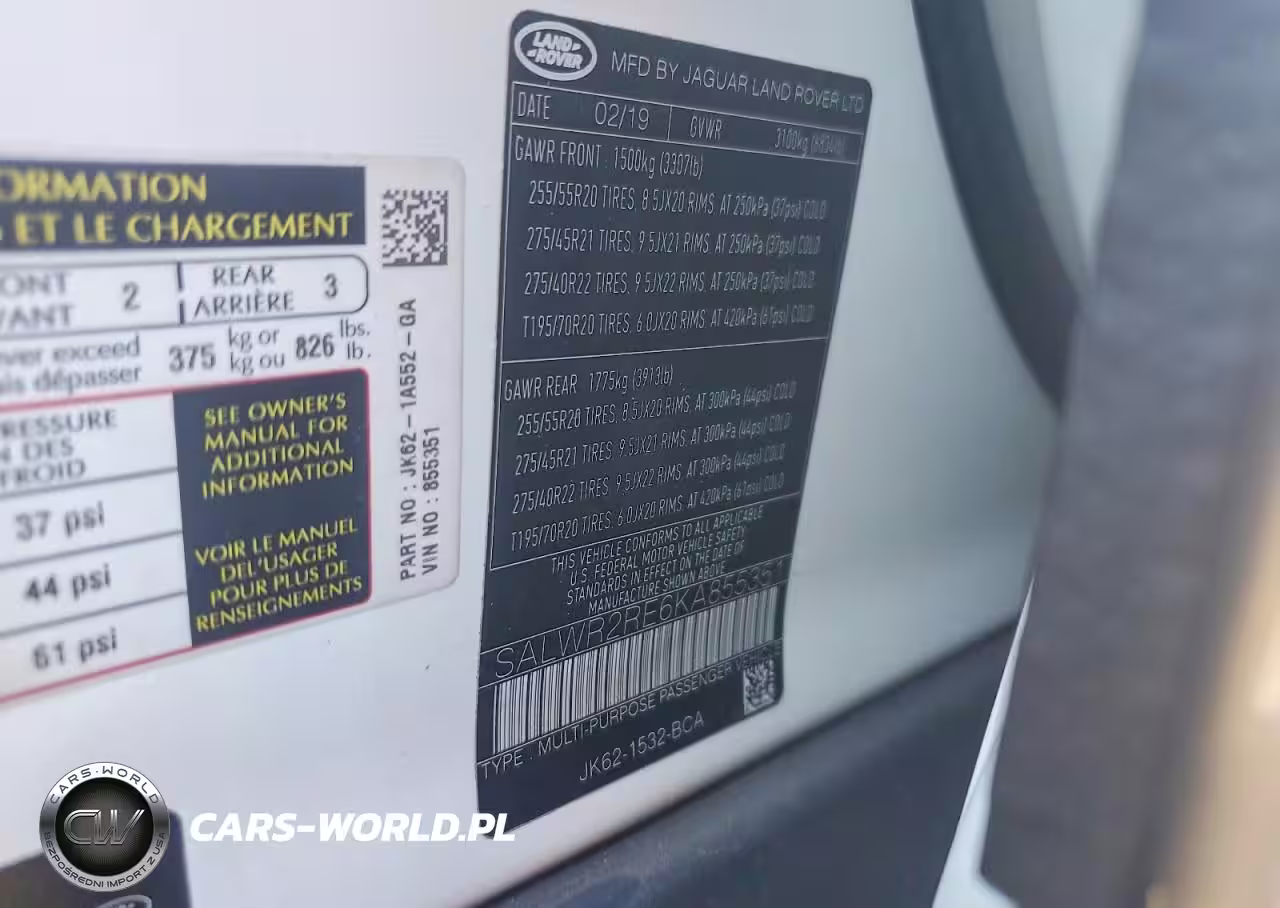 ORMATION
ET LE CHARGEMENT
ONT
VANT
2
REAR
ARRIÈRE
3
ver exceed
ais dépasser
375
kg or
kg ou
826
lbs.
lb.
RESSURE
N DES
FROID
37 psi
44 psi
61 psi
SEE OWNER'S
MANUAL FOR
ADDITIONAL
INFORMATION
VOIR LE MANUEL
DEL'USAGER
POUR PLUS DE
RENSEIGNEMENTS
PART NO : JK62-1A552-GA
VIN NO : 855351
LAND
ROVER
MFD BY JAGUAR LAND ROVER LTD
DATE 02/19 GVWR 3100kg (6834lb)
GAWR FRONT : 1500kg (3307lb)
255/55R20 TIRES, 8.5JX20 RIMS, AT 250kPa (37psi) COLD
275/45R21 TIRES, 9.5JX21 RIMS, AT 250kPa (37psi) COLD
275/40R22 TIRES, 9.5JX22 RIMS, AT 250kPa (37psi) COLD
T195/70R20 TIRES, 6.0JX20 RIMS, AT 420kPa (61psi) COLD
GAWR REAR : 1775kg (3913lb)
255/55R20 TIRES, 8.5JX20 RIMS, AT 300kPa (44psi) COLD
275/45R21 TIRES, 9.5JX21 RIMS, AT 300kPa (44psi) COLD
275/40R22 TIRES, 9.5JX22 RIMS, AT 300kPa (44psi) COLD
T195/70R20 TIRES, 6.0JX20 RIMS, AT 420kPa (61psi) COLD
THIS VEHICLE CONFORMS TO ALL APPLICABLE
U.S. FEDERAL MOTOR VEHICLE SAFETY
STANDARDS IN EFFECT ON THE DATE OF
MANUFACTURE SHOWN ABOVE
SALWR2RE6KA855351
TYPE : MULTI-PURPOSE PASSENGER VEHICLE
JK62-1532-BCA
CARS-WORLD
CW
BEZPOŚREDNI IMPORT Z USA
CARS-WORLD.PL